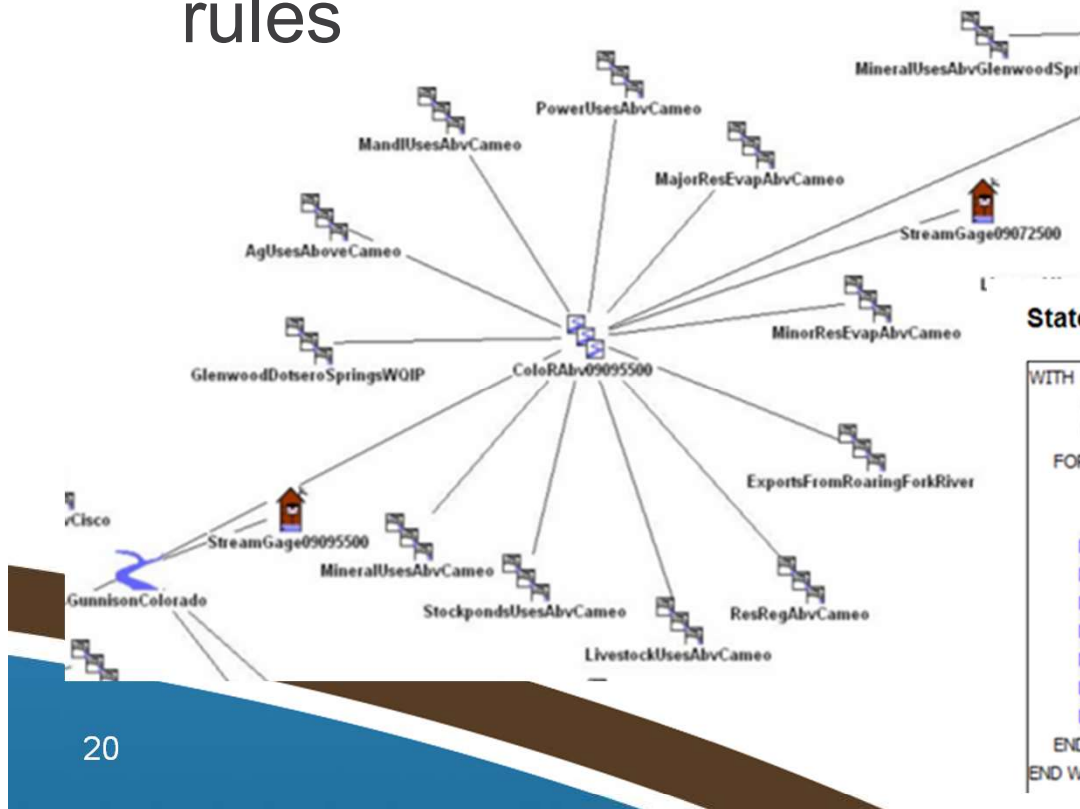 rules
MineralUsesAbvGlenwoodSpri
PowerUsesAbvCameo
MandIUsesAbvCameo
MajorResEvapAbvCameo
StreamGage09072500
AgUsesAboveCameo
MinorResEvapAbvCameo
State
GlenwoodDotseroSpringsWQIP
ColoRAbv09095500
WITH
FOR
ExportsFromRoaringForkRiver
vCisco
StreamGage09095500
MineralUsesAbvCameo
GunnisonColorado
StockpondsUsesAbvCameo
ResRegAbvCameo
LivestockUsesAbvCameo
20
END
END W